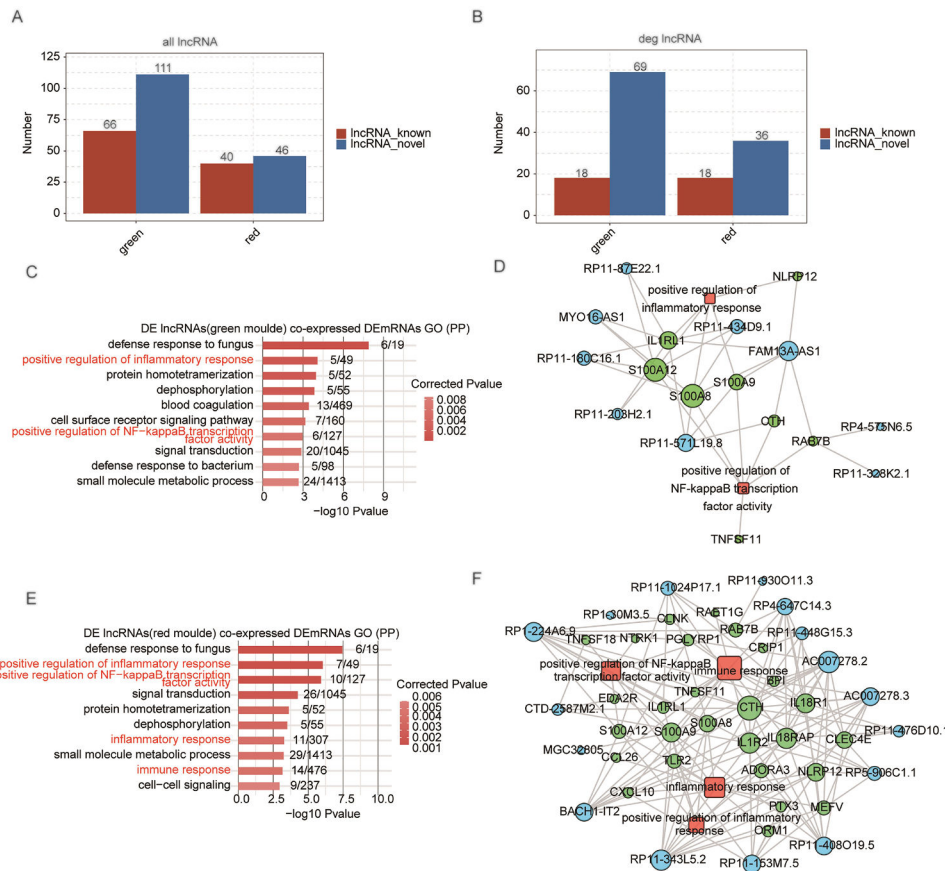 A
all lncRNA
125
100
75
50
25
0
Number
66
111
40
46
green
red
lncRNA_known
lncRNA_novel
B
deg lncRNA
60
40
20
0
Number
18
69
18
36
green
red
lncRNA_known
lncRNA_novel
C
DE lncRNAs(green moulde) co-expressed DEmRNAs GO (PP)
defense response to fungus 6/19
positive regulation of inflammatory response 5/49
protein homotetramerization 5/52
dephosphorylation 5/55
blood coagulation 13/469
cell surface receptor signaling pathway 7/160
positive regulation of NF-kappaB transcription
factor activity 6/127
signal transduction 20/1045
defense response to bacterium 5/98
small molecule metabolic process 24/1413
0 3 6 9
-log10 Pvalue
Corrected Pvalue
0.008
0.006
0.004
0.002
D
RP11-87E22.1
NLRP12
positive regulation of
inflammatory response
MYO16-AS1
RP11-434D9.1
IL1RL1
FAM13A-AS1
RP11-180C16.1
S100A12
S100A9
S100A8
RP11-203H2.1
CTH
RP4-575N6.5
RP11-571L19.8
RAB7B
positive regulation of
NF-kappaB transcription
factor activity
RP11-328K2.1
TNFSF11
E
DE lncRNAs(red moulde) co-expressed DEmRNAs GO (PP)
defense response to fungus 6/19
positive regulation of inflammatory response 7/49
positive regulation of NF-kappaB transcription
factor activity 10/127
signal transduction 26/1045
protein homotetramerization 5/52
dephosphorylation 5/55
inflammatory response 11/307
small molecule metabolic process 29/1413
immune response 14/476
cell-cell signaling 9/237
0.0 2.5 5.0 7.5 10.0
-log10 Pvalue
Corrected Pvalue
0.006
0.005
0.004
0.003
0.002
0.001
F
RP11-1024P17.1
RP11-930O11.3
RP1-30M3.5
CLNK
RAET1G
RP4-647C14.3
RP1-224A6.9
TNFSF18
NTRK1
PGLYRP1
RAB7B
RP11-448G15.3
CRIP1
positive regulation of NF-kappaB
transcription factor activity
immune response
AC007278.2
BPI
EDA2R
TNFSF11
CTD-2587M2.1
IL1RL1
CTH
IL18R1
AC007278.3
S100A12
S100A9
S100A8
RP11-476D10.1
MGC32805
IL1R2
IL18RAP
CLEC4E
CCL26
TLR2
ADORA3
NLRP12
RP5-906C1.1
CXCL10
inflammatory response
BACH1-IT2
PTX3
MEFV
positive regulation of inflammatory
response
ORM1
RP11-408O19.5
RP11-343L5.2
RP11-153M7.5